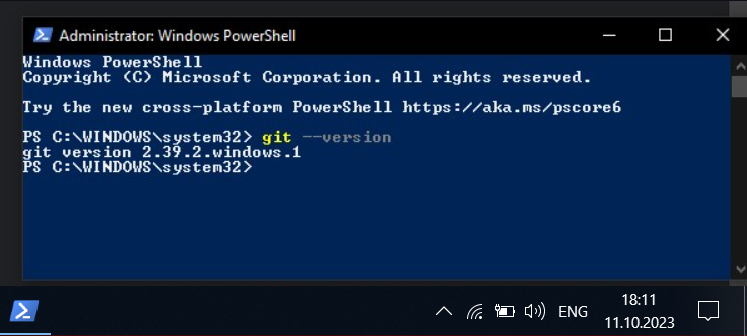 Administrator: Windows PowerShell
Windows PowerShell
Copyright (C) Microsoft Corporation. All rights reserved.
Try the new cross-platform PowerShell https://aka.ms/pscore6
PS C:\WINDOWS\system32> git --version
git version 2.39.2.windows.1
PS C:\WINDOWS\system32>
ENG
18:11
11.10.2023